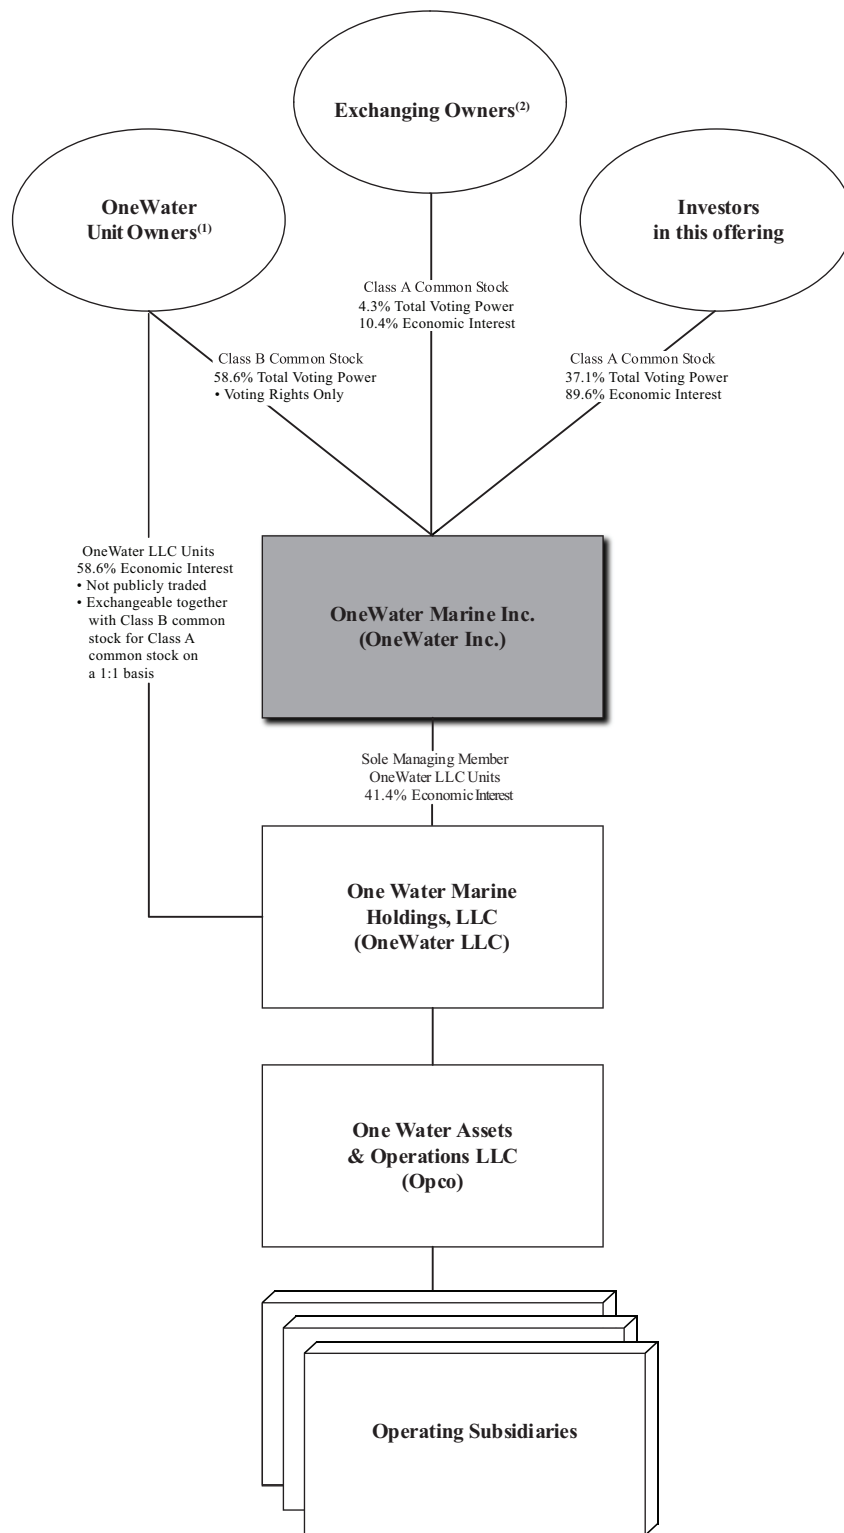 Exchanging Owners(2)
OneWater
Unit Owners(1)
Investors
in this offering
Class A Common Stock
4.3% Total Voting Power
10.4% Economic Interest
Class B Common Stock
58.6% Total Voting Power
• Voting Rights Only
Class A Common Stock
37.1% Total Voting Power
89.6% Economic Interest
OneWater LLC Units
58.6% Economic Interest
• Not publicly traded
• Exchangeable together
with Class B common
stock for Class A
common stock on
a 1:1 basis
OneWater Marine Inc.
(OneWater Inc.)
Sole Managing Member
OneWater LLC Units
41.4% Economic Interest
One Water Marine
Holdings, LLC
(OneWater LLC)
One Water Assets
& Operations LLC
(Opco)
Operating Subsidiaries